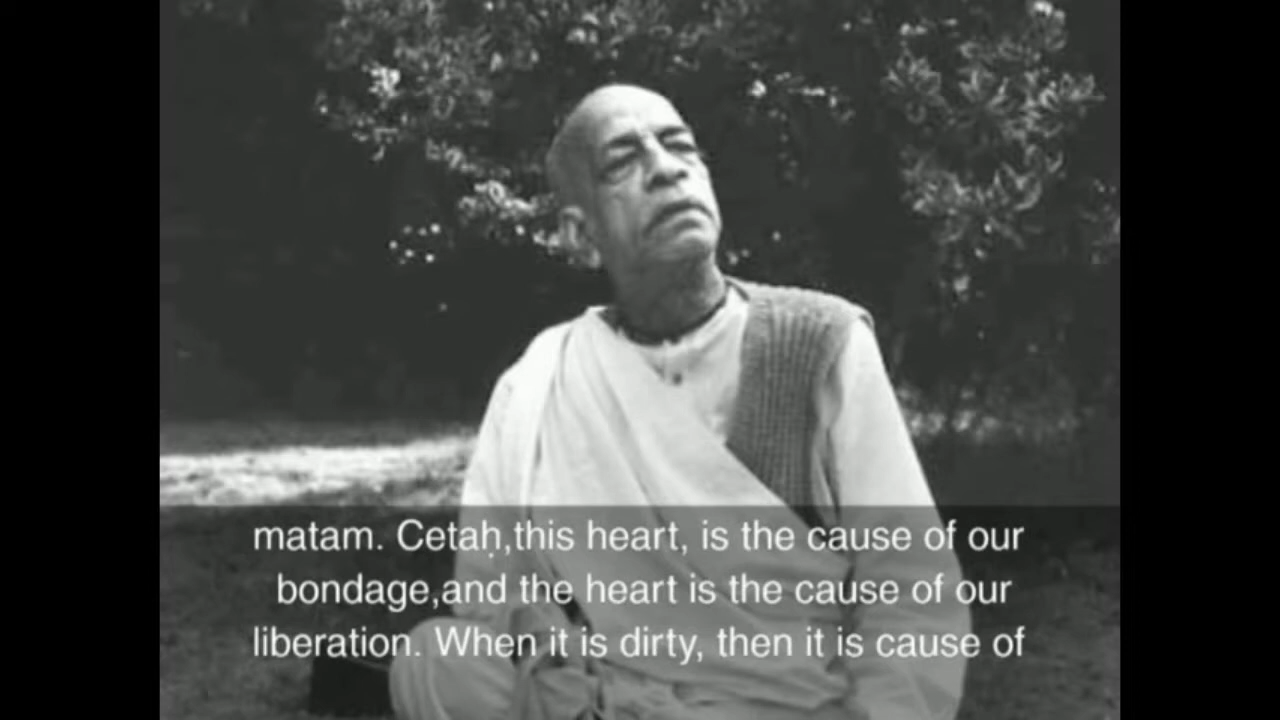 matam. Cetaḥ,this heart, is the cause of our
bondage,and the heart is the cause of our
liberation. When it is dirty, then it is cause of